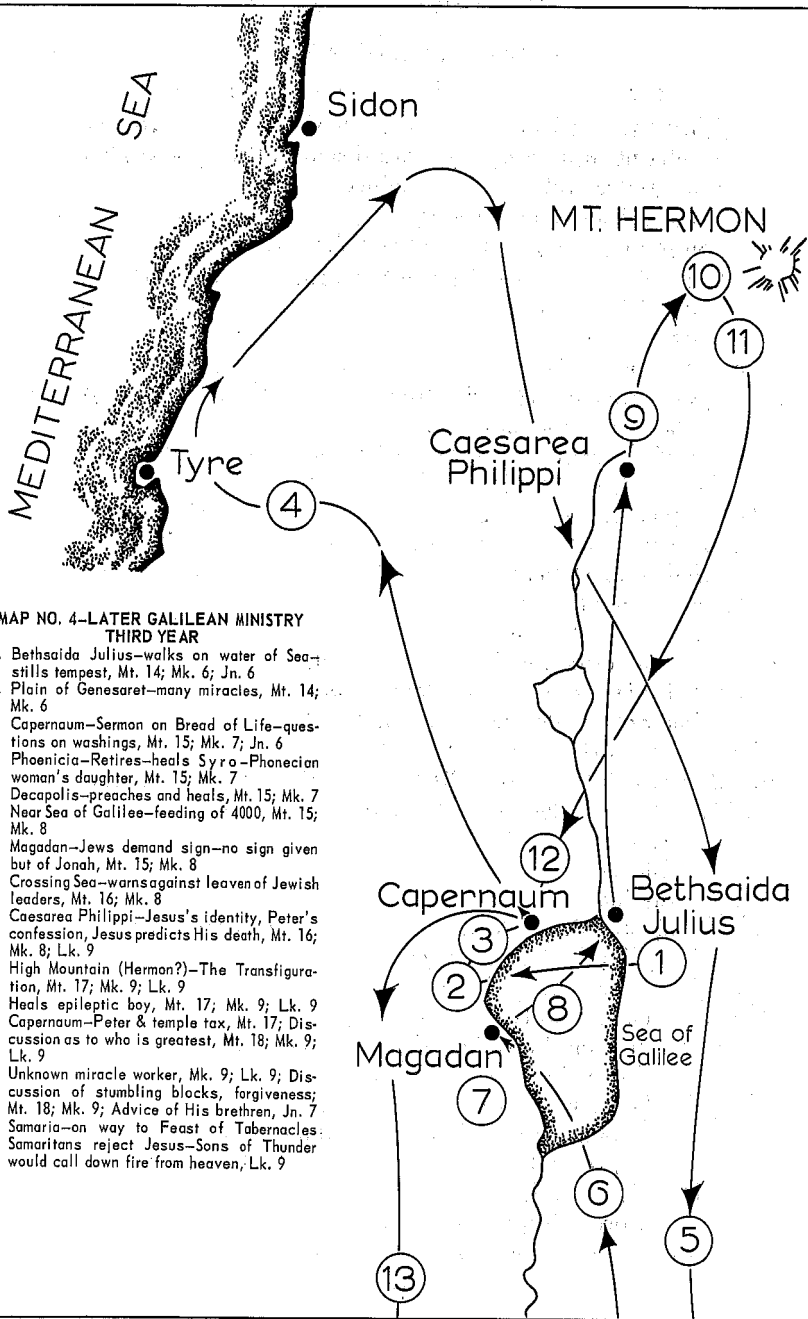 SEA
Sidon
MEDITERRANEAN
MT. HERMON
10
11
9
Caesarea
Philippi
Tyre
4
MAP NO. 4—LATER GALILEAN MINISTRY
THIRD YEAR
Bethsaida Julius—walks on water of Sea—
stills tempest, Mt. 14; Mk. 6; Jn. 6
Plain of Genesaret—many miracles, Mt. 14;
Mk. 6
Capernaum—Sermon on Bread of Life—ques-
tions on washings, Mt. 15; Mk. 7; Jn. 6
Phoenicia—Retires—heals Syro-Phonecian
woman's daughter, Mt. 15; Mk. 7
Decapolis—preaches and heals, Mt. 15; Mk. 7
Near Sea of Galilee—feeding of 4000, Mt. 15;
Mk. 8
Magadan—Jews demand sign—no sign given
but of Jonah, Mt. 15; Mk. 8
Crossing Sea—warns against leaven of Jewish
leaders, Mt. 16; Mk. 8
Caesarea Philippi—Jesus's identity, Peter's
confession, Jesus predicts His death, Mt. 16;
Mk. 8; Lk. 9
High Mountain (Hermon?)—The Transfigura-
tion, Mt. 17; Mk. 9; Lk. 9
Heals epileptic boy, Mt. 17; Mk. 9; Lk. 9
Capernaum—Peter & temple tax, Mt. 17; Dis-
cussion as to who is greatest, Mt. 18; Mk. 9;
Lk. 9
Unknown miracle worker, Mk. 9; Lk. 9; Dis-
cussion of stumbling blocks, forgiveness;
Mt. 18; Mk. 9; Advice of His brethren, Jn. 7
Samaria—on way to Feast of Tabernacles.
Samaritans reject Jesus—Sons of Thunder
would call down fire from heaven, Lk. 9
12
Capernaum
Bethsaida
Julius
3
1
2
8
Sea of
Galilee
Magadan
7
6
5
13